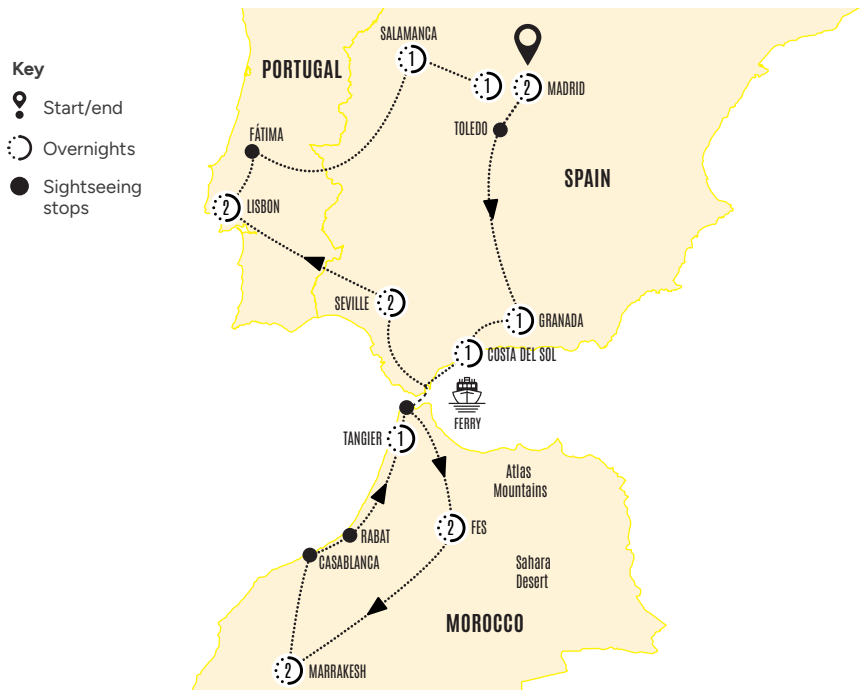 Key
Start/end
Overnights
Sightseeing
stops
SALAMANCA
1
PORTUGAL
1
2
MADRID
TOLEDO
FÁTIMA
SPAIN
2
LISBON
SEVILLE
2
1
GRANADA
1
COSTA DEL SOL
FERRY
TANGIER
1
Atlas
Mountains
2
FES
RABAT
CASABLANCA
Sahara
Desert
MOROCCO
2
MARRAKESH